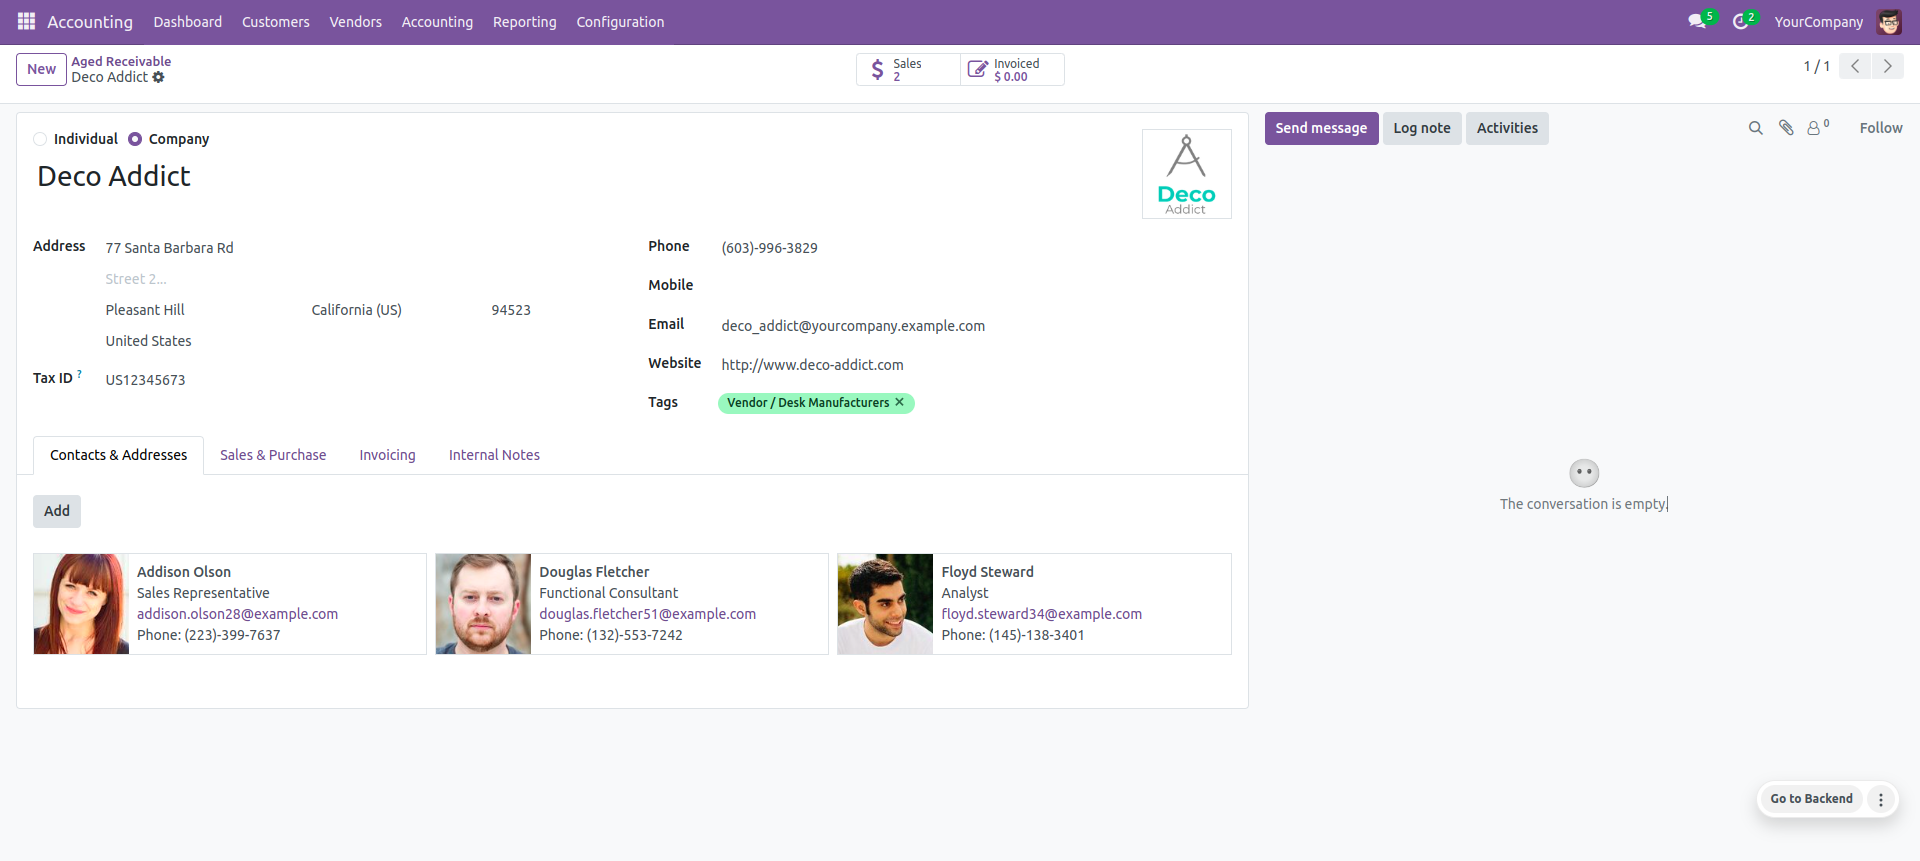 Accounting Dashboard Customers Vendors Accounting Reporting Configuration 5 2 YourCompany
New Aged Receivable
Deco Addict
Sales
2
Invoiced
$ 0.00
1 / 1
Individual Company
Deco Addict
Deco
Addict
Address 77 Santa Barbara Rd
Street 2...
Pleasant Hill California (US) 94523
United States
Tax ID ? US12345673
Phone (603)-996-3829
Mobile
Email deco_addict@yourcompany.example.com
Website http://www.deco-addict.com
Tags Vendor / Desk Manufacturers ✕
Contacts & Addresses Sales & Purchase Invoicing Internal Notes
Add
Addison Olson
Sales Representative
addison.olson28@example.com
Phone: (223)-399-7637
Douglas Fletcher
Functional Consultant
douglas.fletcher51@example.com
Phone: (132)-553-7242
Floyd Steward
Analyst
floyd.steward34@example.com
Phone: (145)-138-3401
Send message Log note Activities 0 Follow
The conversation is empty.
Go to Backend